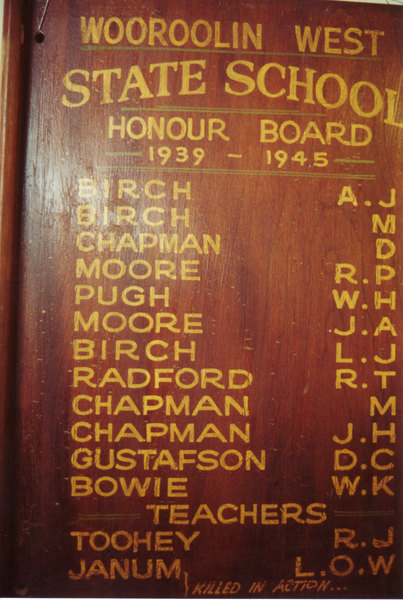 WOOROOLIN WEST
STATE SCHOOL
HONOUR BOARD
1939 - 1945
BIRCH A.J
BIRCH M
CHAPMAN D
MOORE R.P
PUGH W.H
MOORE J.A
BIRCH L.J
RADFORD R.T
CHAPMAN M
CHAPMAN J.H
GUSTAFSON D.C
BOWIE W.K
TEACHERS
TOOHEY R.J
JANUM L.O.W
}KILLED IN ACTION...